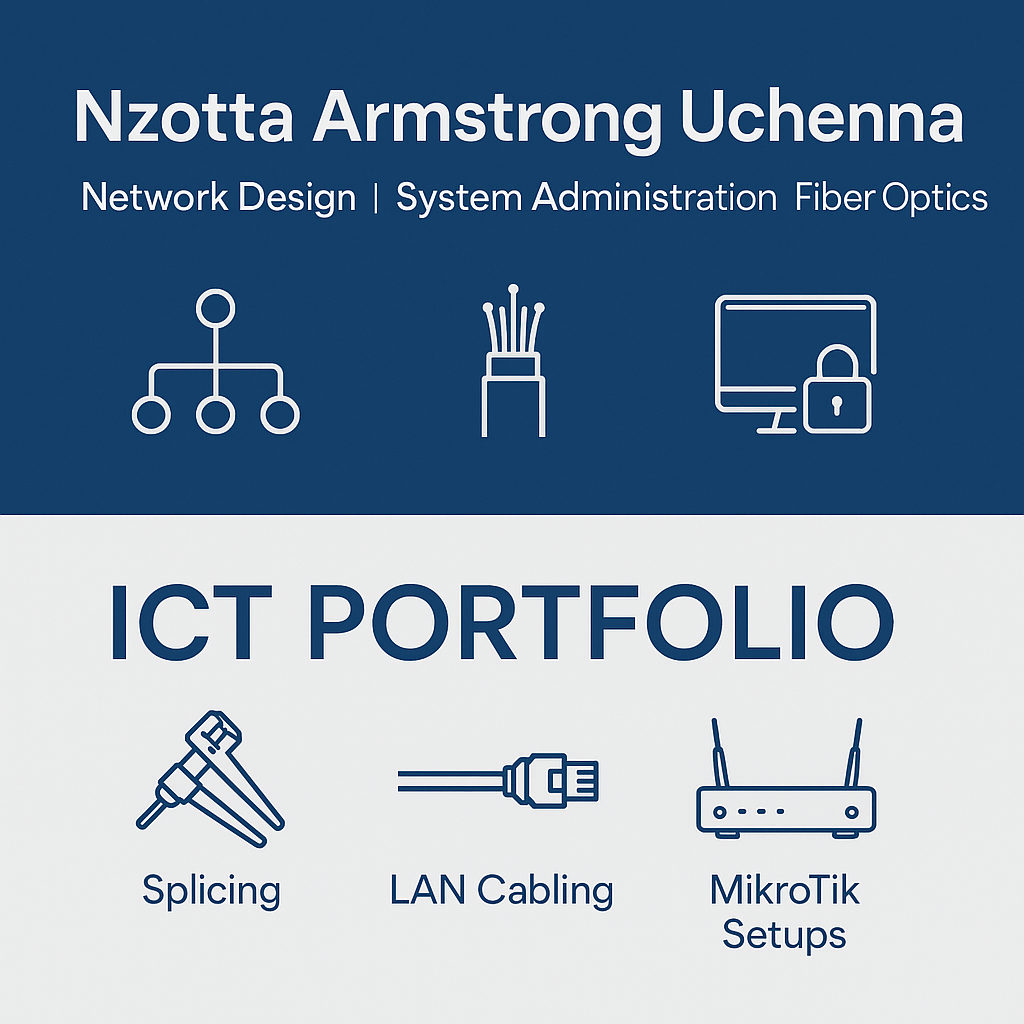 Nzotta Armstrong Uchenna
Network Design | System Administration Fiber Optics
ICT PORTFOLIO
Splicing
LAN Cabling
MikroTik
Setups